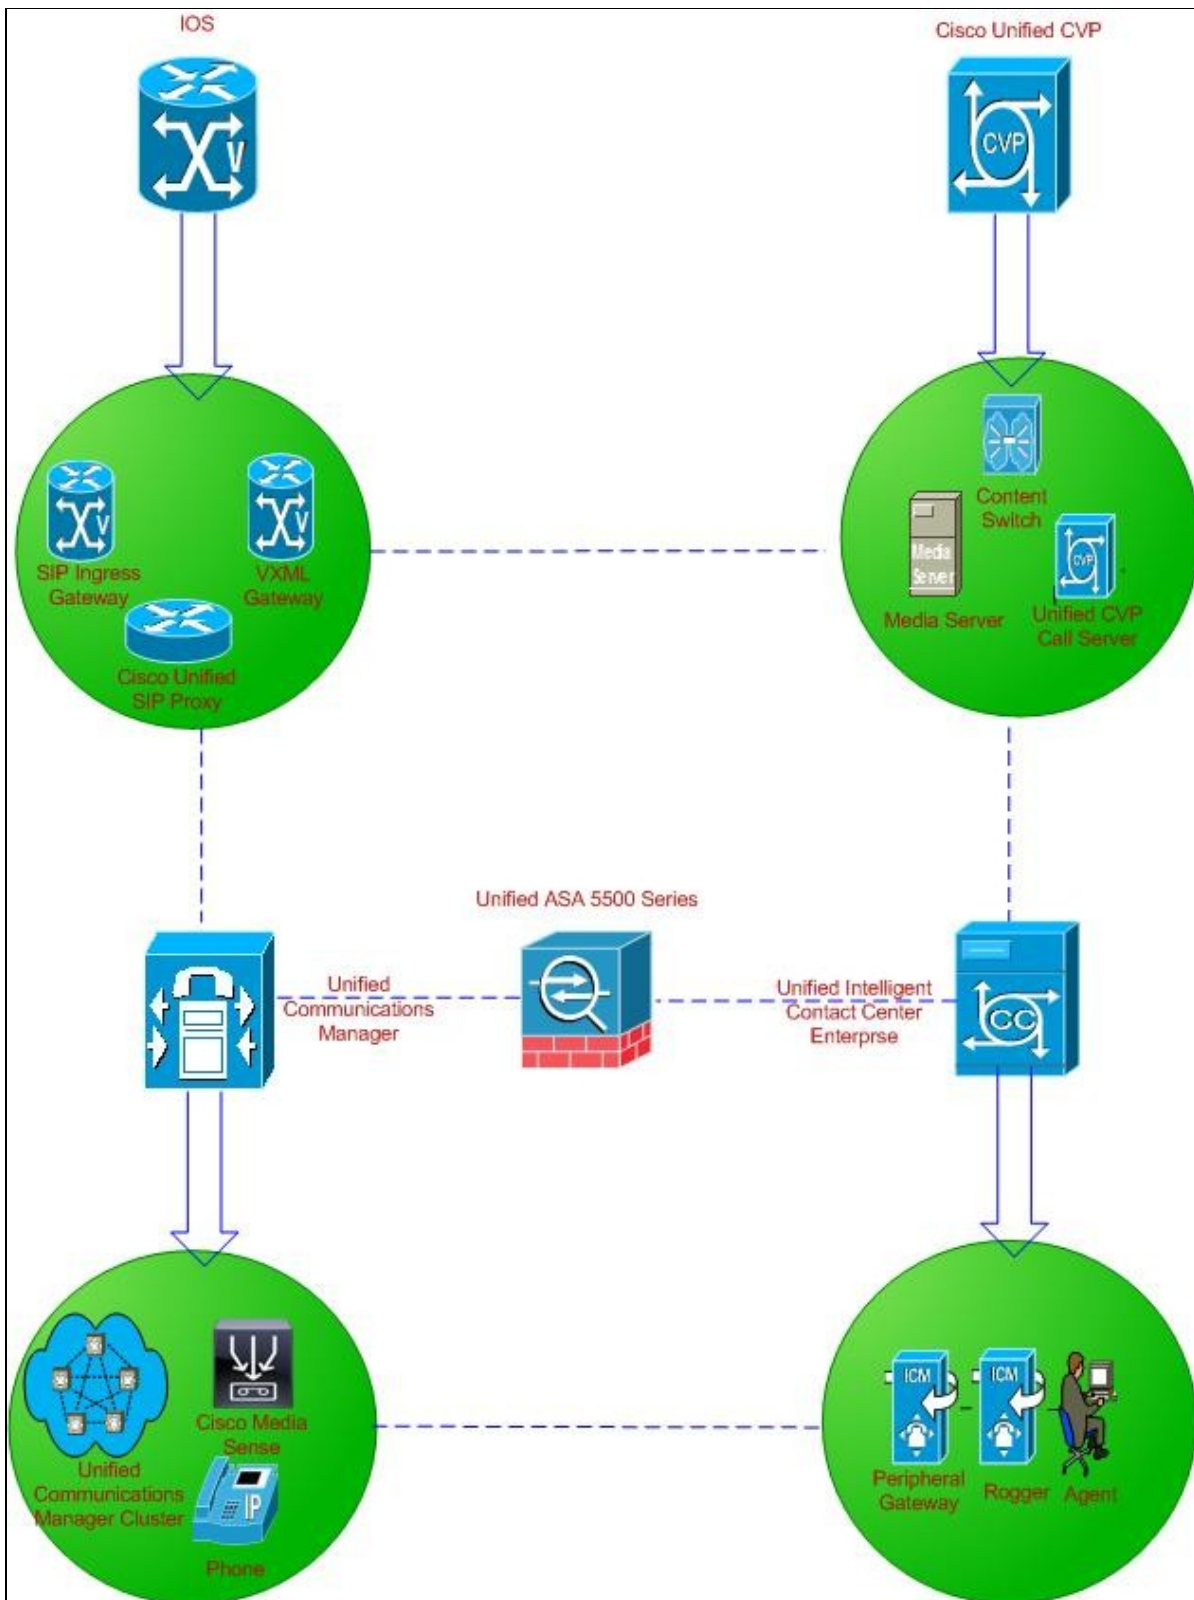 IOS
Cisco Unified CVP
V
CVP
V
V
SIP Ingress
Gateway
VXML
Gateway
Cisco Unified
SIP Proxy
Content
Switch
Media
Server
Media Server
CVP
Unified CVP
Call Server
Unified ASA 5500 Series
Unified
Communications
Manager
Unified Intelligent
Contact Center
Enterprse
CC
Cisco Media
Sense
Unified
Communications
Manager Cluster
IP
Phone
ICM
ICM
Peripheral
Gateway
Rogger
Agent